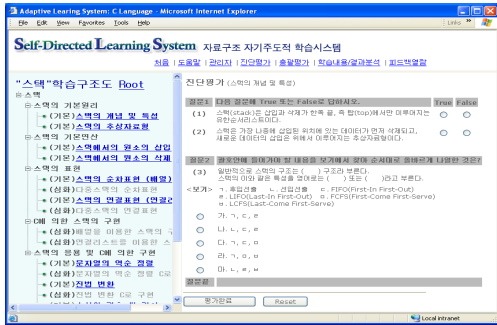 Adaptive Learing System: C Language - Microsoft Internet Explorer
File Edit View Favorites Tools Help
Links »
Self-Directed Learning System 자료구조 자기주도적 학습시스템
처음 | 도움말 | 관리자 | 진단평가 | 총괄평가 | 학습내용/결과분석 | 피드백열람
"스택"학습구조도 Root
스택
스택의 기본원리
(기본)스택의 개념 및 특성
(기본)스택의 추상자료형
스택의 기본연산
(기본)스택에서의 원소의 삽입
(기본)스택에서의 원소의 삭제
스택의 표현
(기본)스택의 순차표현 (배열)
(심화)다중스택의 순차표현
(기본)스택의 연결표현 (연결리
(심화)다중스택의 연결표현
C에 의한 스택의 구현
(심화)배열을 이용한 스택의 구
(심화)연결리스트를 이용한 스
스택의 응용 및 C에 의한 구현
(기본)문자열의 역순 정렬
(심화)문자열의 역순 정렬 C로
(기본)진법 변환
(심화)진법 변환 C로 구현
진단평가 (스택의 개념 및 특성)
질문1 다음 질문에 True 또는 False로 답하시오. True False
(1) 스택(stack)은 삽입과 삭제가 한쪽 끝, 즉 탑(top)에서만 이루어지는
유한순서리스트이다.
(2) 스택은 가장 나중에 삽입된 위치에 있는 데이터가 먼저 삭제되고,
새로운 데이터의 삽입은 위에서 이루어지는 추상자료형이다.
질문2 괄호안에 들어가야 할 내용을 보기에서 찾아 순서대로 올바르게 나열한 것은?
(3) 일반적으로 스택의 구조는 ( ) 구조라 부른다.
스택의 이와 같은 특성을 영어로는 ( ) 또는 ( )라고 부른다.
<보기> ㄱ. 후입선출 ㄴ. 선입선출 ㄷ. FIFO(First-In First-Out)
ㄹ. LIFO(Last-In First-Out) ㅁ. FCFS(First-Come First-Serve)
ㅂ. LCFS(Last-Come First-Serve)
가. ㄱ, ㄷ, ㄹ
나. ㄴ, ㄷ, ㄹ
다. ㄱ, ㄷ, ㅁ
라. ㄱ, ㄹ, ㅂ
마. ㄴ, ㄹ, ㅂ
질문끝
평가완료 Reset
Local intranet